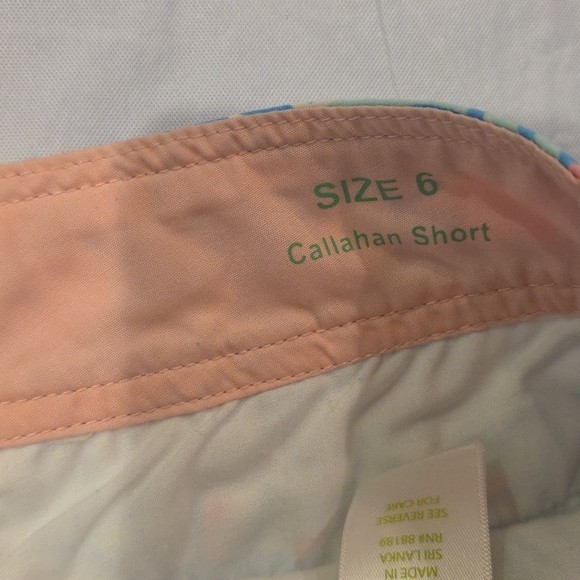 SIZE 6
Callahan Short
MADE IN
SRI LANKA
RN# 88189
SEE REVERSE
FOR CARE